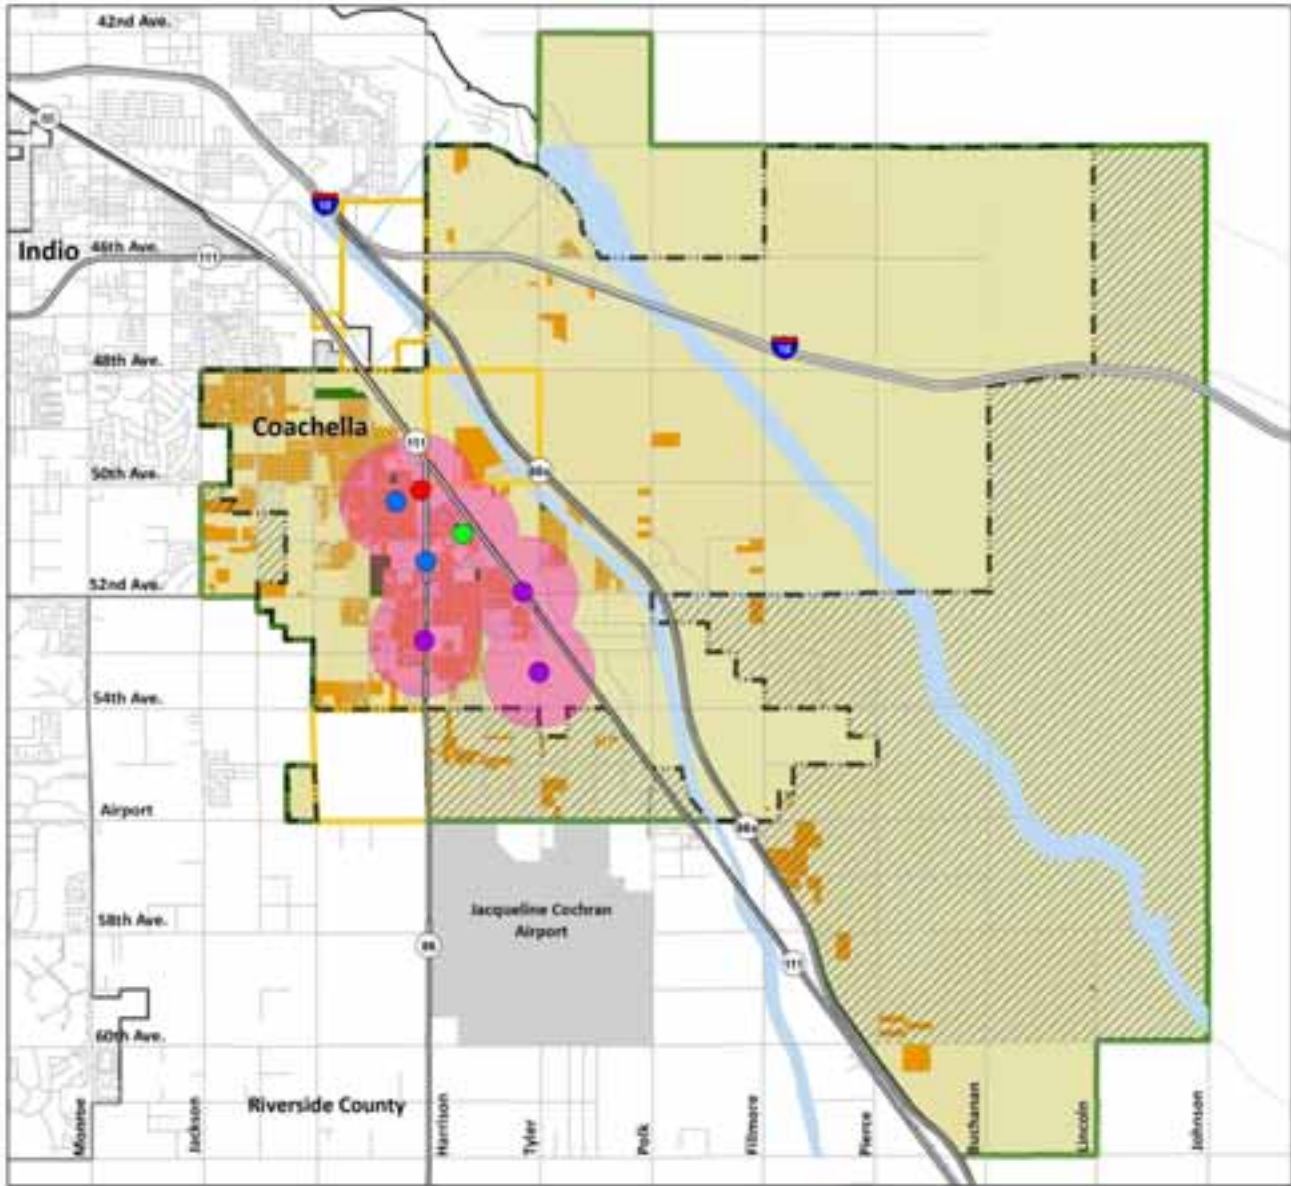 42nd Ave.
10
Indio
46th Ave.
111
10
48th Ave.
Coachella
111
50th Ave.
52nd Ave.
54th Ave.
Airport
Jacqueline Cochran
Airport
58th Ave.
86
111
60th Ave.
Riverside County
Monroe
Jackson
Harrison
Tyler
Polk
Fillmore
Pierce
Buchanan
Lincoln
Johnson